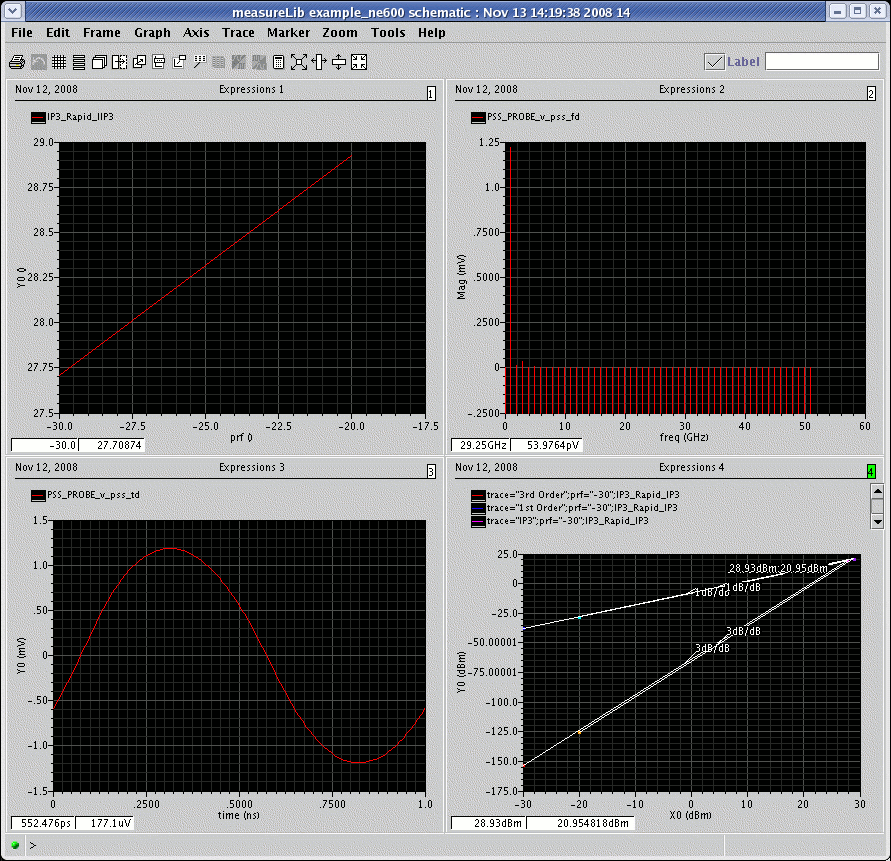 measureLib example_ne600 schematic : Nov 13 14:19:38 2008 14
File Edit Frame Graph Axis Trace Marker Zoom Tools Help
Label
Nov 12, 2008 Expressions 1 1
IP3_Rapid_IIP3
29.0
28.75
28.5
28.25
28.0
27.75
27.5
Y0 ()
-30.0 -27.5 -25.0 -22.5 -20.0 -17.5
prf ()
-30.0 27.70874
Nov 12, 2008 Expressions 2 2
PSS_PROBE_v_pss_fd
1.25
1.0
.7500
.5000
.2500
0
-.2500
Mag (mV)
0 10 20 30 40 50 60
freq (GHz)
29.25GHz 53.9764pV
Nov 12, 2008 Expressions 3 3
PSS_PROBE_v_pss_td
1.5
1.0
.50
0
-.50
-1.0
-1.5
Y0 (mV)
0 .2500 .5000 .7500 1.0
time (ns)
552.476ps 177.1uV
Nov 12, 2008 Expressions 4 4
trace="3rd Order";prf="-30";IP3_Rapid_IP3
trace="1st Order";prf="-30";IP3_Rapid_IP3
trace="IP3";prf="-30";IP3_Rapid_IP3
25.0
0
-25.0
-50.00001
-75.00001
-100.0
-125.0
-150.0
-175.0
Y0 (dBm)
28.93dBm 20.95dBm
1dB/dB
1dB/dB
3dB/dB
3dB/dB
-30 -20 -10 0 10 20 30
X0 (dBm)
28.93dBm 20.954818dBm
>